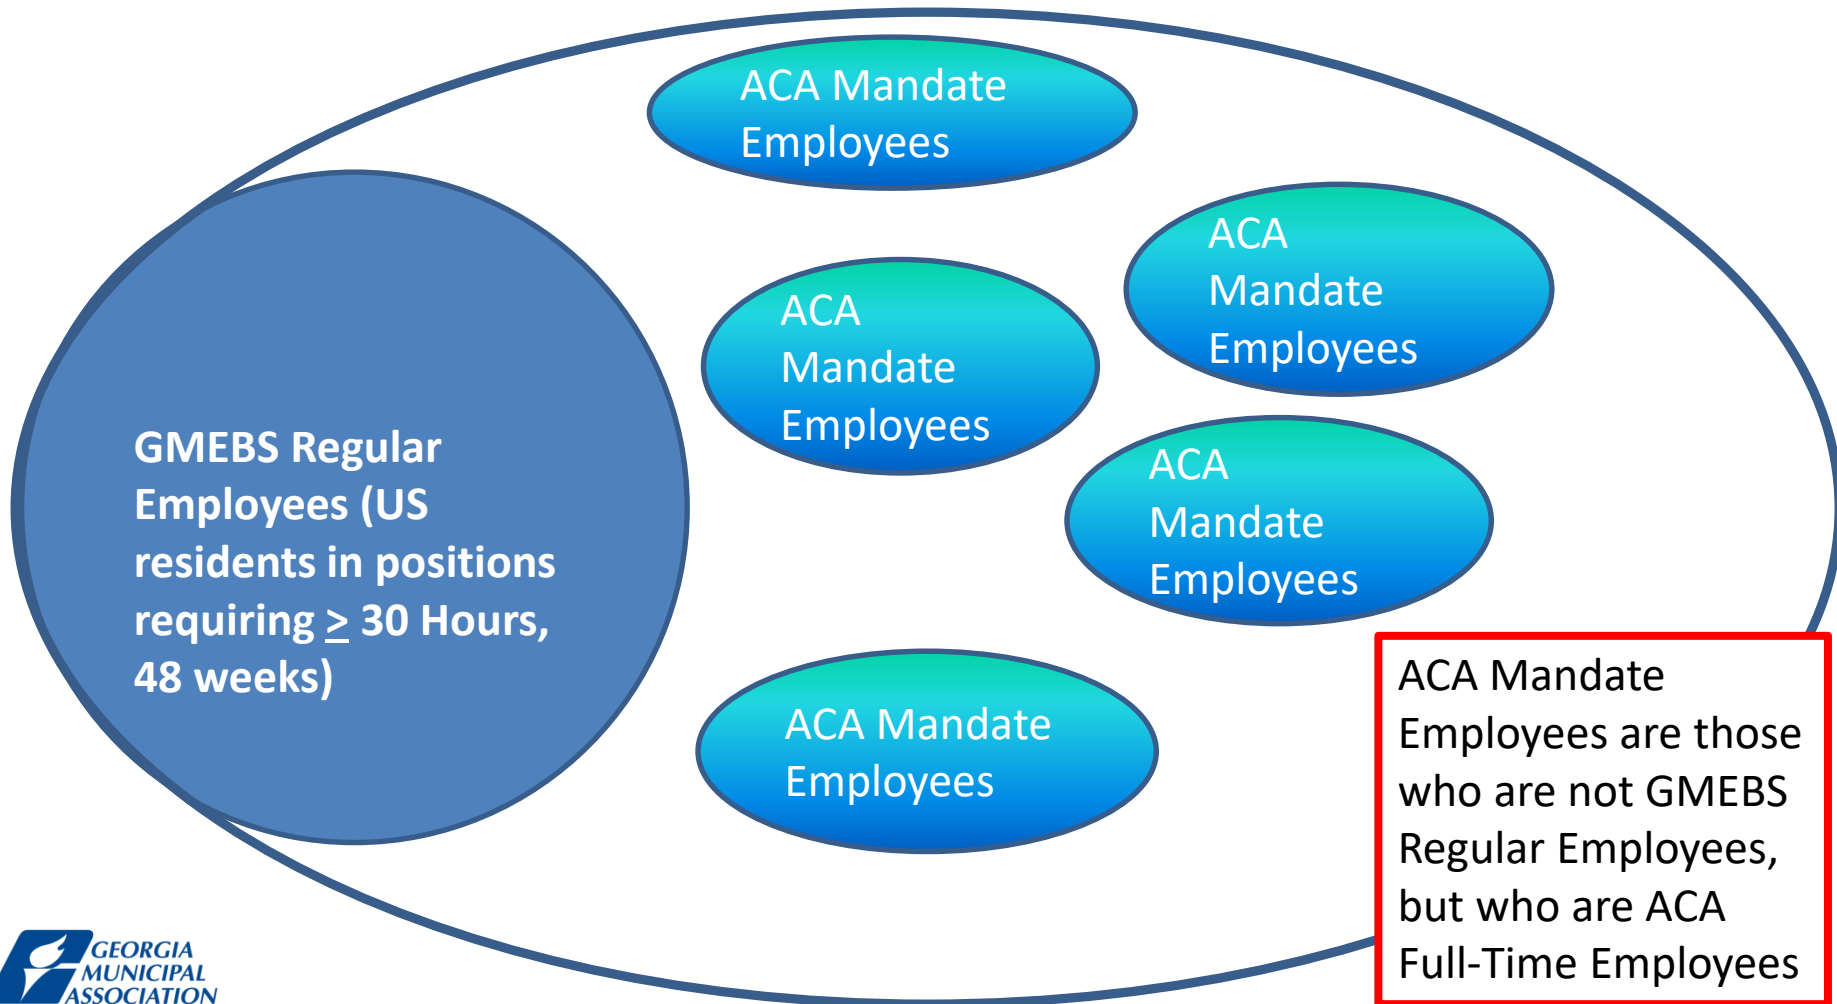 ACA Mandate
Employees
ACA
Mandate
Employees
ACA
Mandate
Employees
GMEBS Regular
Employees (US
residents in positions
requiring > 30 Hours,
48 weeks)
ACA
Mandate
Employees
ACA Mandate
Employees
ACA Mandate
Employees are those
who are not GMEBS
Regular Employees,
but who are ACA
Full-Time Employees
GEORGIA
MUNICIPAL
ASSOCIATION